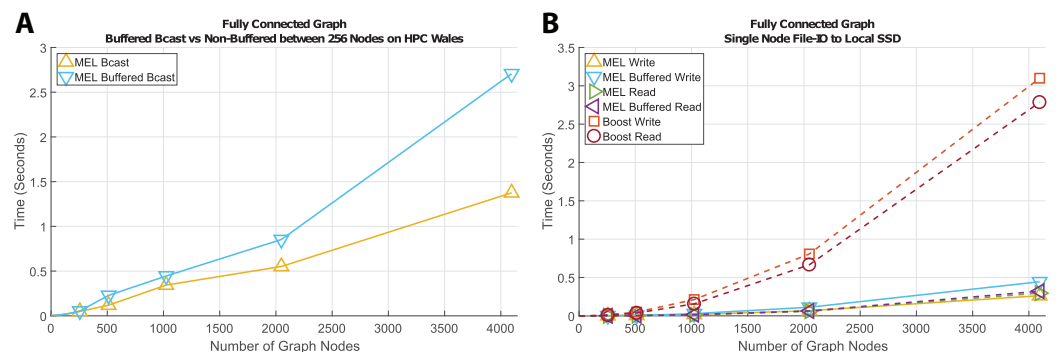 A
Fully Connected Graph
Buffered Bcast vs Non-Buffered between 256 Nodes on HPC Wales
3
2.5
2
1.5
1
0.5
0
MEL Bcast
MEL Buffered Bcast
Time (Seconds)
0 500 1000 1500 2000 2500 3000 3500 4000
Number of Graph Nodes
B
Fully Connected Graph
Single Node File-IO to Local SSD
3.5
3
2.5
2
1.5
1
0.5
0
MEL Write
MEL Buffered Write
MEL Read
MEL Buffered Read
Boost Write
Boost Read
Time (Seconds)
0 500 1000 1500 2000 2500 3000 3500 4000
Number of Graph Nodes